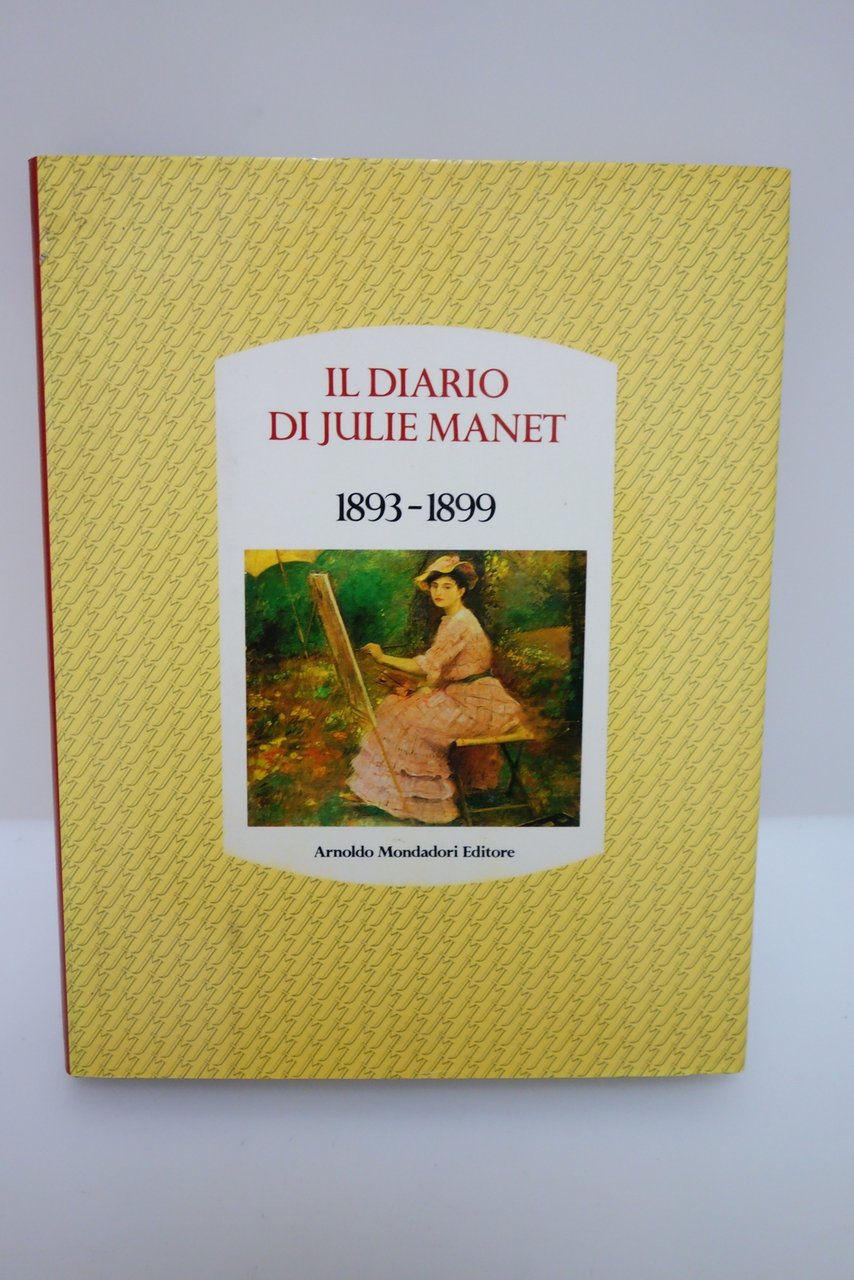 IL DIARIO
DI JULIE MANET
1893-1899
Arnoldo Mondadori Editore